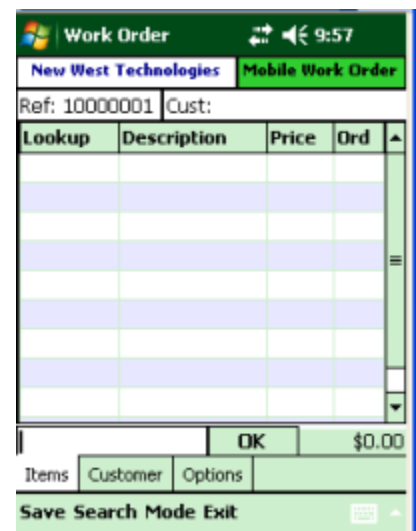 Work Order 9:57
New West Technologies Mobile Work Order
Ref: 10000001 Cust:
Lookup Description Price Ord
OK $0.00
Items Customer Options
Save Search Mode Exit